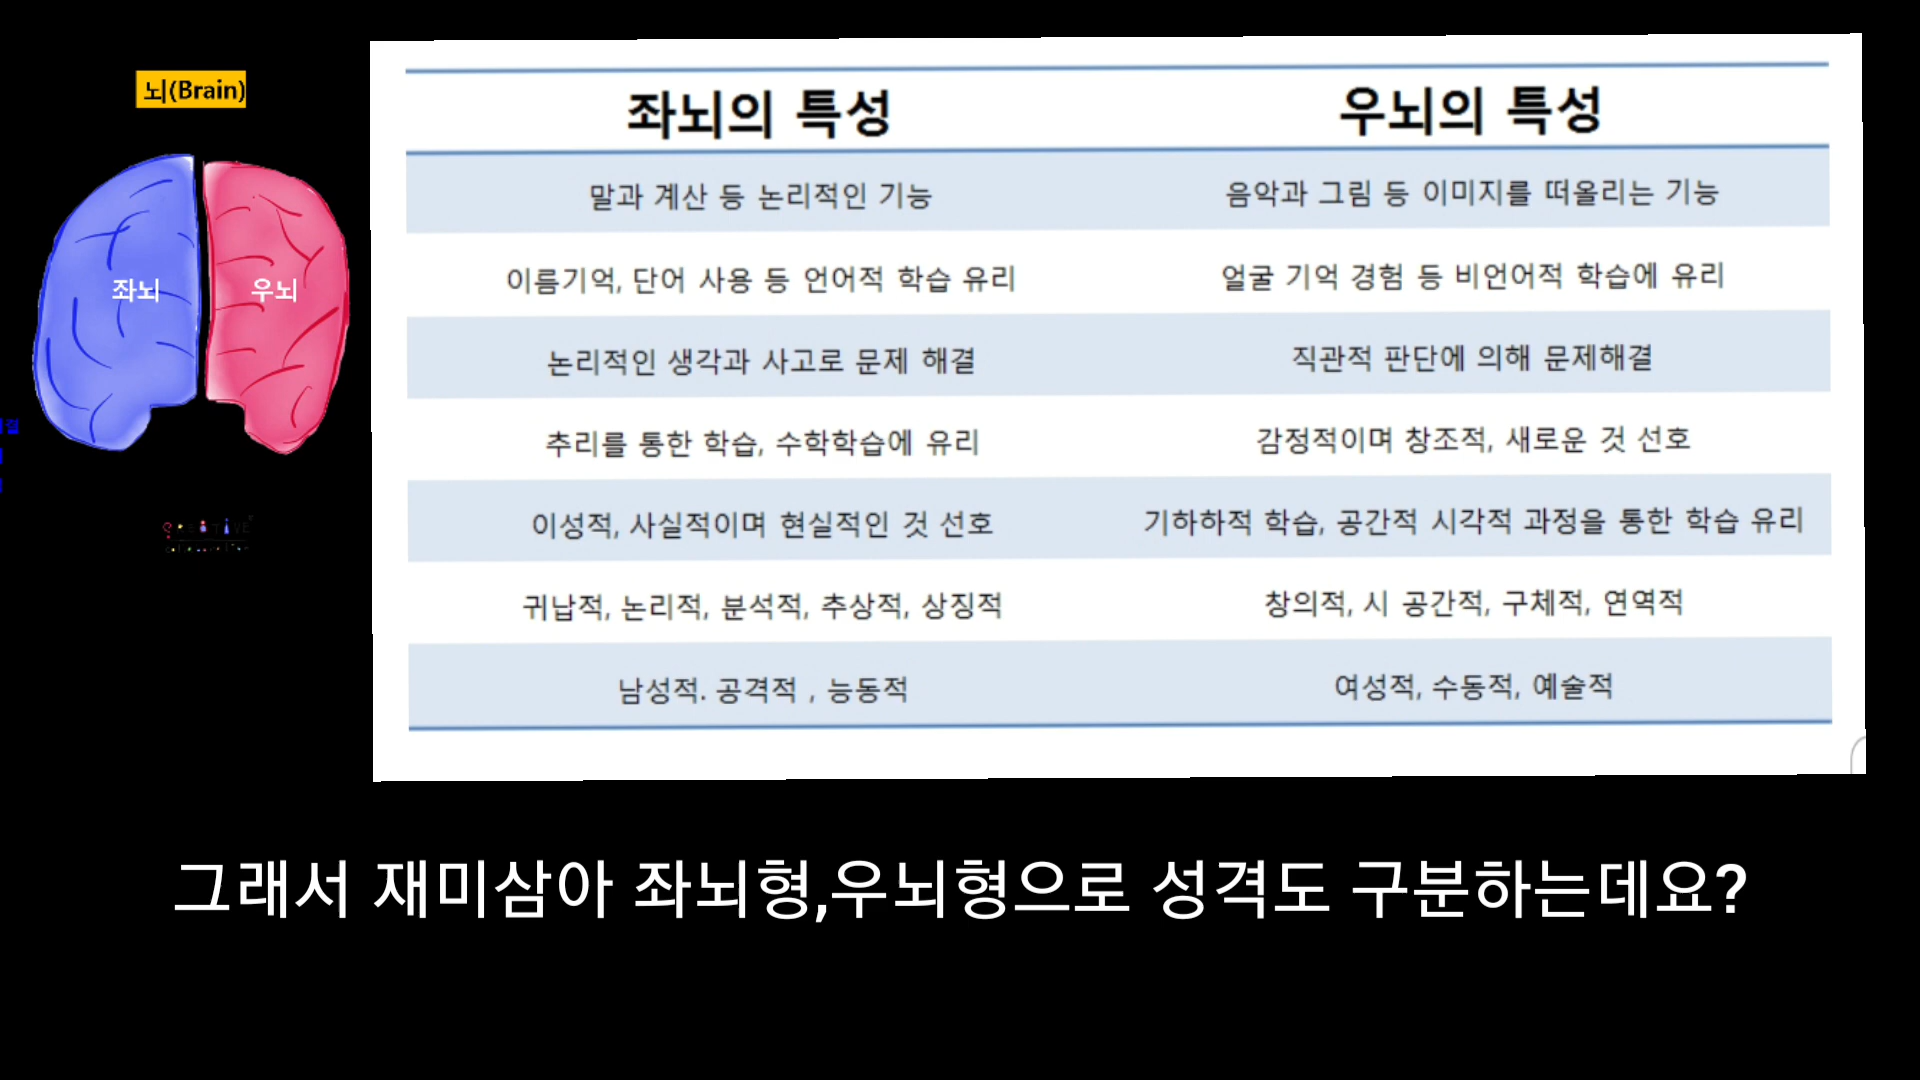 뇌(Brain)
좌뇌
우뇌
좌뇌의 특성 우뇌의 특성
말과 계산 등 논리적인 기능 음악과 그림 등 이미지를 떠올리는 기능
이름기억, 단어 사용 등 언어적 학습 유리 얼굴 기억 경험 등 비언어적 학습에 유리
논리적인 생각과 사고로 문제 해결 직관적 판단에 의해 문제해결
추리를 통한 학습, 수학학습에 유리 감정적이며 창조적, 새로운 것 선호
이성적, 사실적이며 현실적인 것 선호 기하하적 학습, 공간적 시각적 과정을 통한 학습 유리
귀납적, 논리적, 분석적, 추상적, 상징적 창의적, 시 공간적, 구체적, 연역적
남성적. 공격적 , 능동적 여성적, 수동적, 예술적
그래서 재미삼아 좌뇌형,우뇌형으로 성격도 구분하는데요?